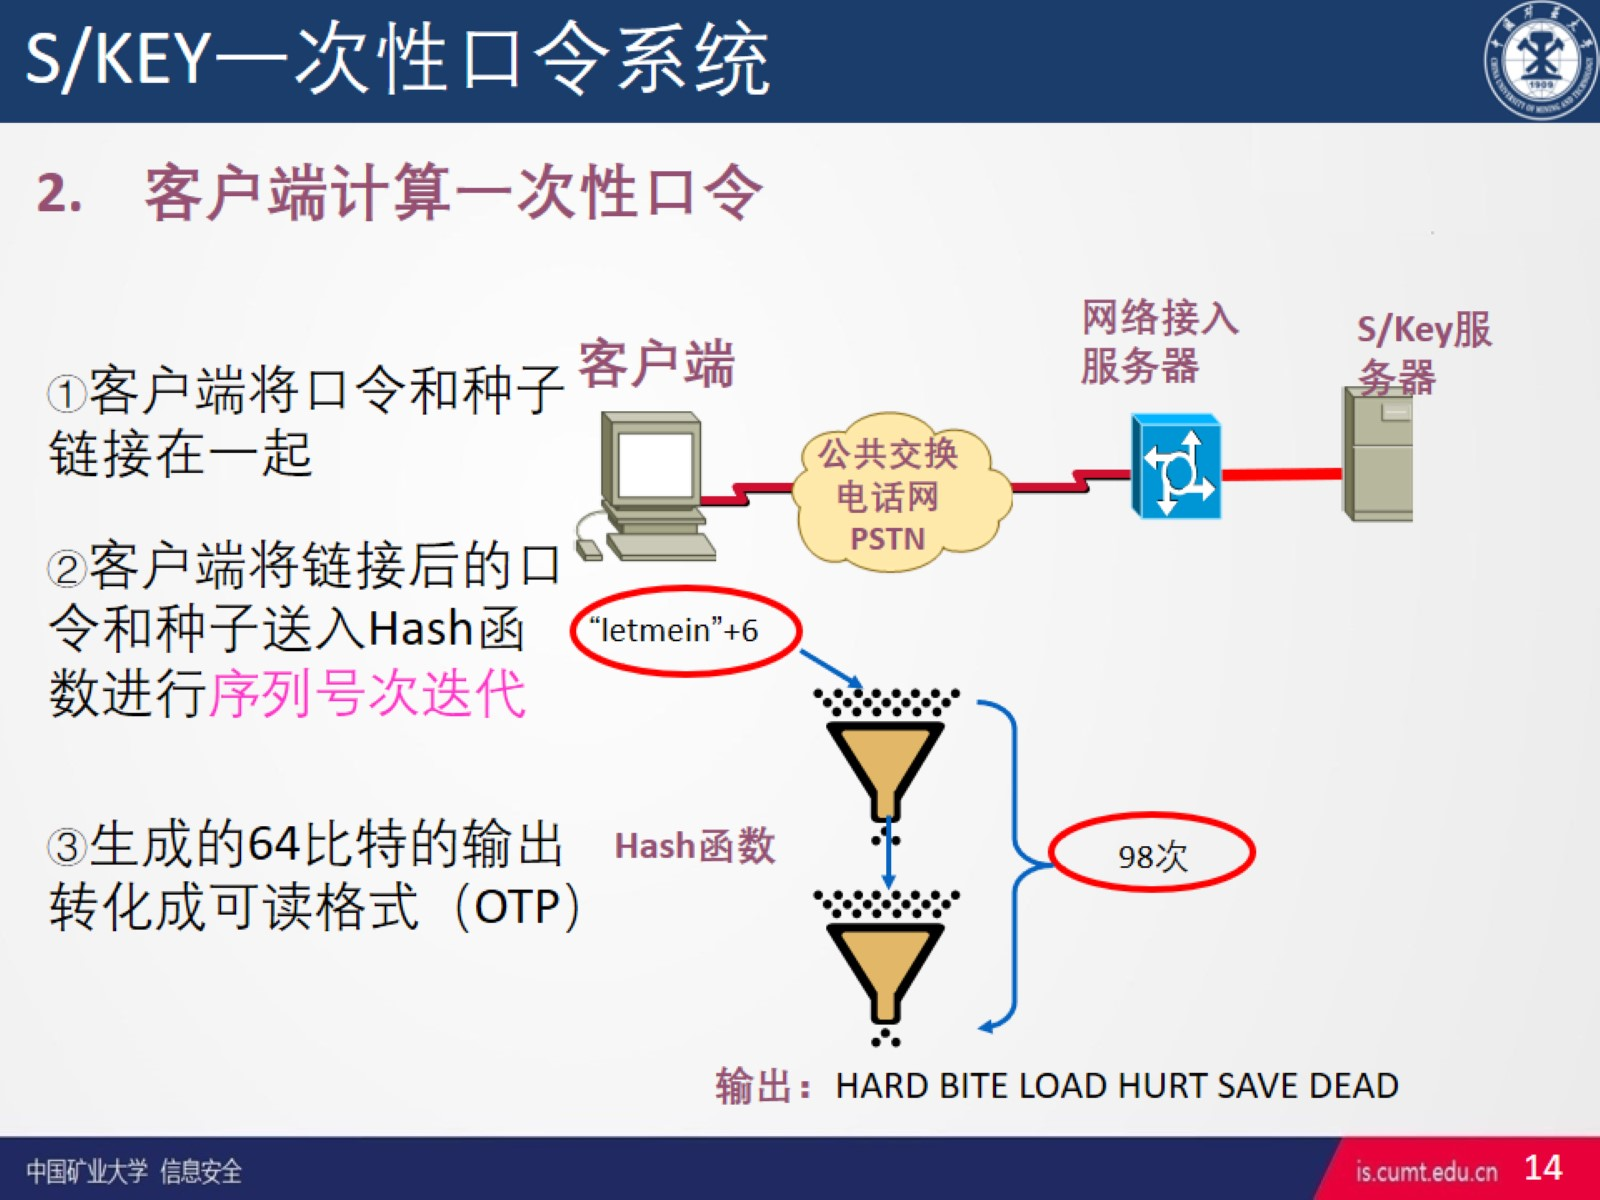 S/KEY一次性口令系统
2. 客户端计算一次性口令
①客户端将口令和种子
链接在一起
②客户端将链接后的口
令和种子送入Hash函
数进行序列号次迭代
③生成的64比特的输出
转化成可读格式（OTP）
客户端
公共交换
电话网
PSTN
网络接入
服务器
S/Key服
务器
“letmein”+6
Hash函数
98次
输出：HARD BITE LOAD HURT SAVE DEAD
中国矿业大学 信息安全
is.cumt.edu.cn 14
CHINA UNIVERSITY OF MINING AND TECHNOLOGY
1909